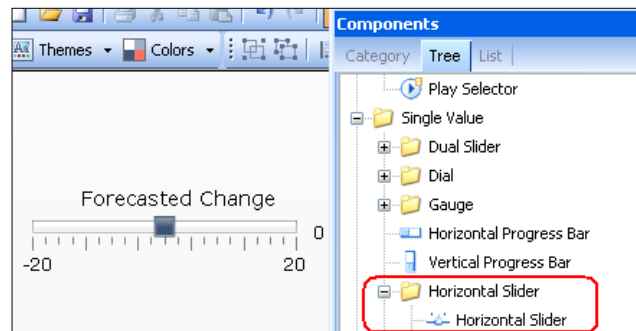 Components
Themes
Colors
Category
Tree
List
Play Selector
Single Value
Dual Slider
Dial
Gauge
Horizontal Progress Bar
Vertical Progress Bar
Horizontal Slider
Horizontal Slider
Forecasted Change
0
-20
20